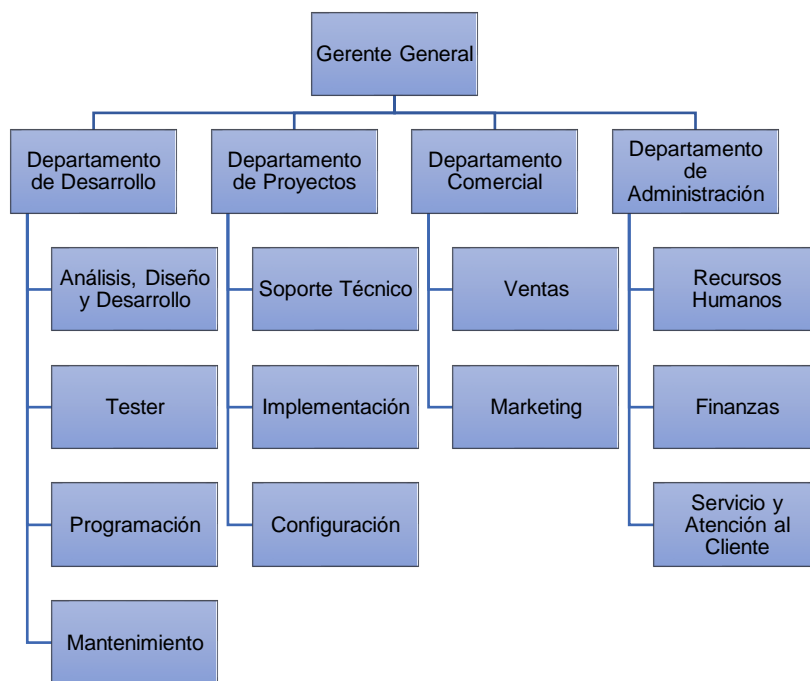 Gerente General
Departamento
de Desarrollo
Departamento
de Proyectos
Departamento
Comercial
Departamento
de
Administración
Análisis, Diseño
y Desarrollo
Tester
Programación
Mantenimiento
Soporte Técnico
Implementación
Configuración
Ventas
Marketing
Recursos
Humanos
Finanzas
Servicio y
Atención al
Cliente